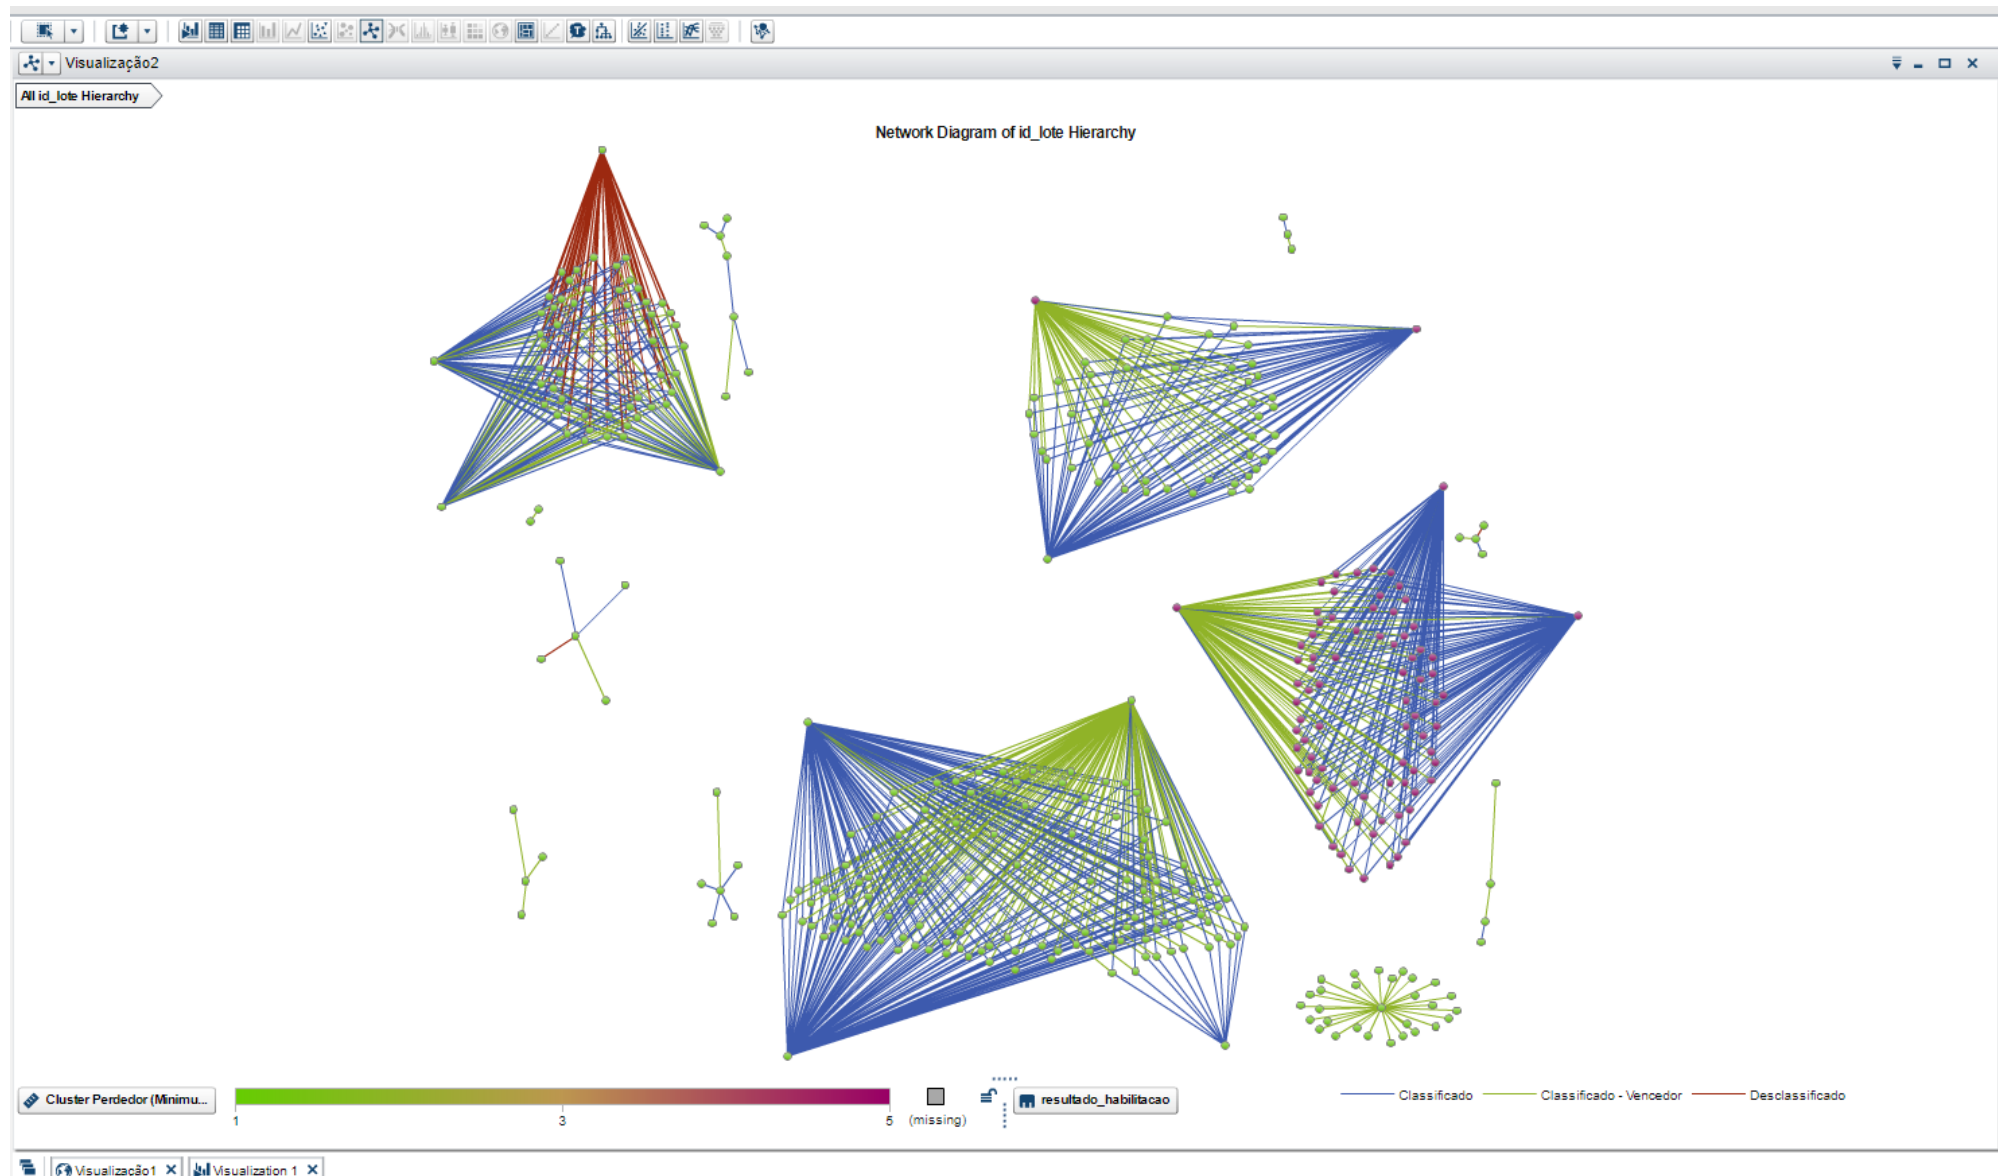 Visualização2
All id_lote Hierarchy
Network Diagram of id_lote Hierarchy
Cluster Perdedor (Minimu...
1 3 5
(missing)
resultado_habilitacao
Classificado Classificado - Vencedor Desclassificado
Visualização1 Visualization 1